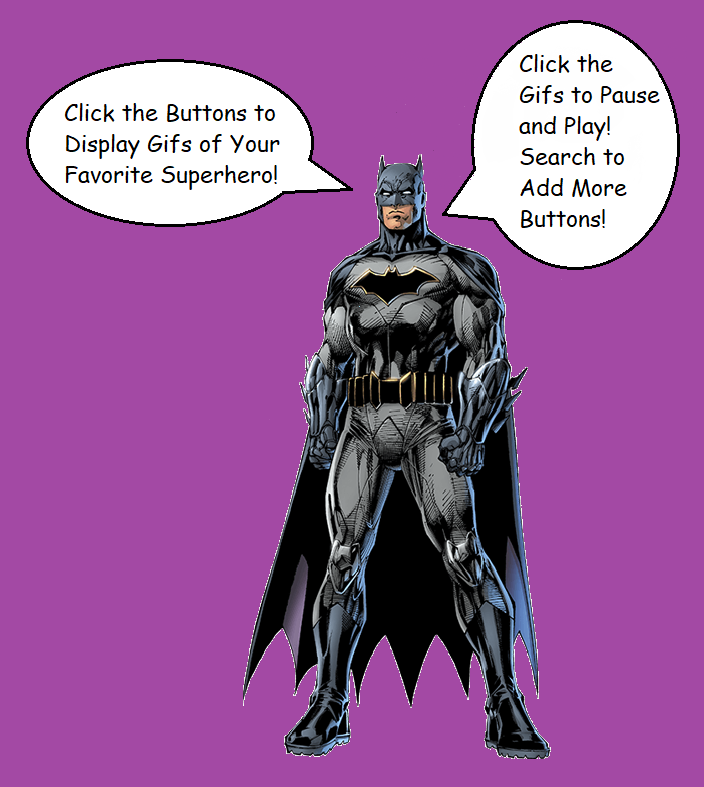 Click the Buttons to
Display Gifs of Your
Favorite Superhero!
Click the
Gifs to Pause
and Play!
Search to
Add More
Buttons!